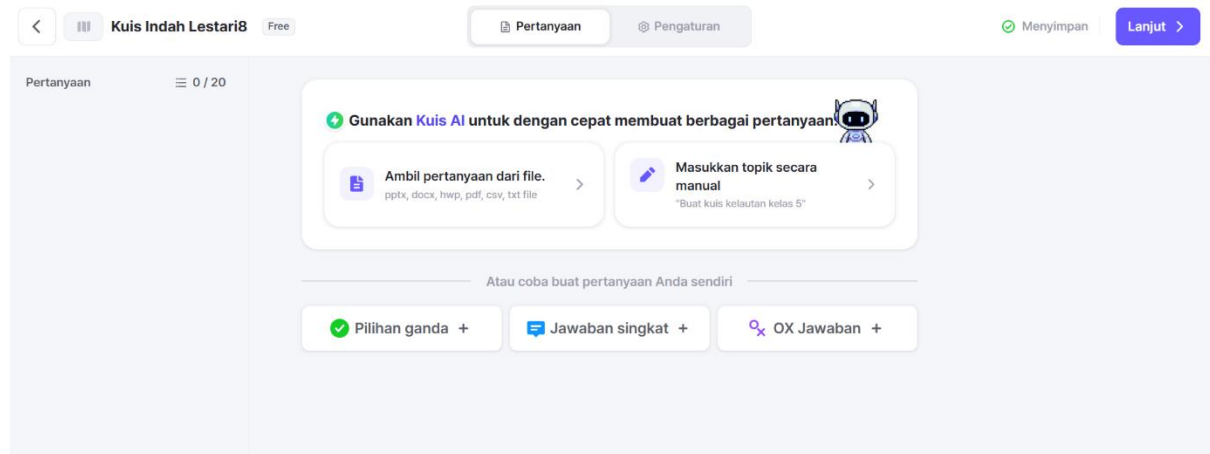 Kuis Indah Lestari8 Free Pertanyaan Pengaturan Menyimpan Lanjut
Pertanyaan 0 / 20
Gunakan Kuis AI untuk dengan cepat membuat berbagai pertanyaan.
Ambil pertanyaan dari file.
pptx, docx, hwp, pdf, csv, txt file
Masukkan topik secara
manual
"Buat kuis kelautan kelas 5"
Atau coba buat pertanyaan Anda sendiri
Pilihan ganda +
Jawaban singkat +
OX Jawaban +